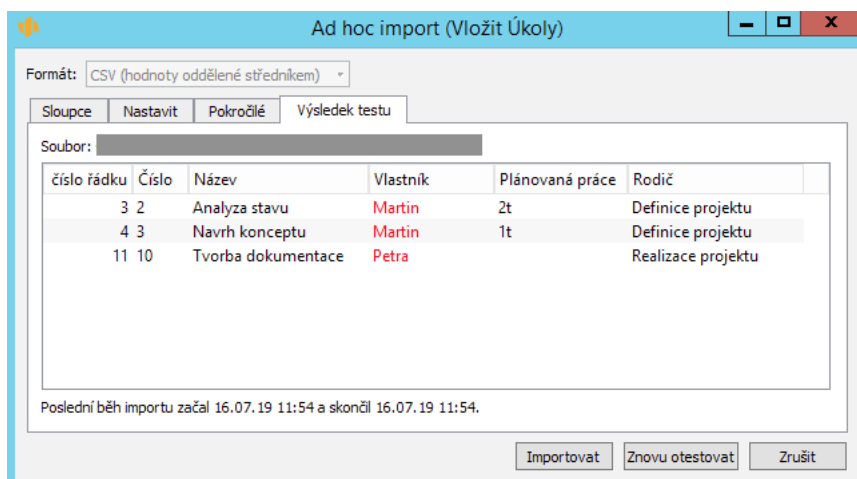 Ad hoc import (Vložit Úkoly)
Formát: CSV (hodnoty oddělené středníkem)
Sloupce Nastavit Pokročilé Výsledek testu
Soubor:
číslo řádku Číslo Název Vlastník Plánovaná práce Rodič
3 2 Analyza stavu Martin 2t Definice projektu
4 3 Navrh konceptu Martin 1t Definice projektu
11 10 Tvorba dokumentace Petra Realizace projektu
Poslední běh importu začal 16.07.19 11:54 a skončil 16.07.19 11:54.
Importovat Znovu otestovat Zrušit